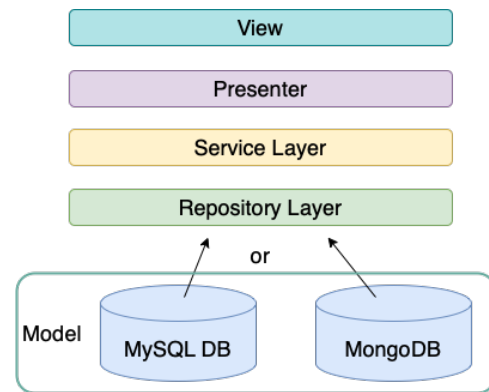 View
Presenter
Service Layer
Repository Layer
or
Model
MySQL DB
MongoDB